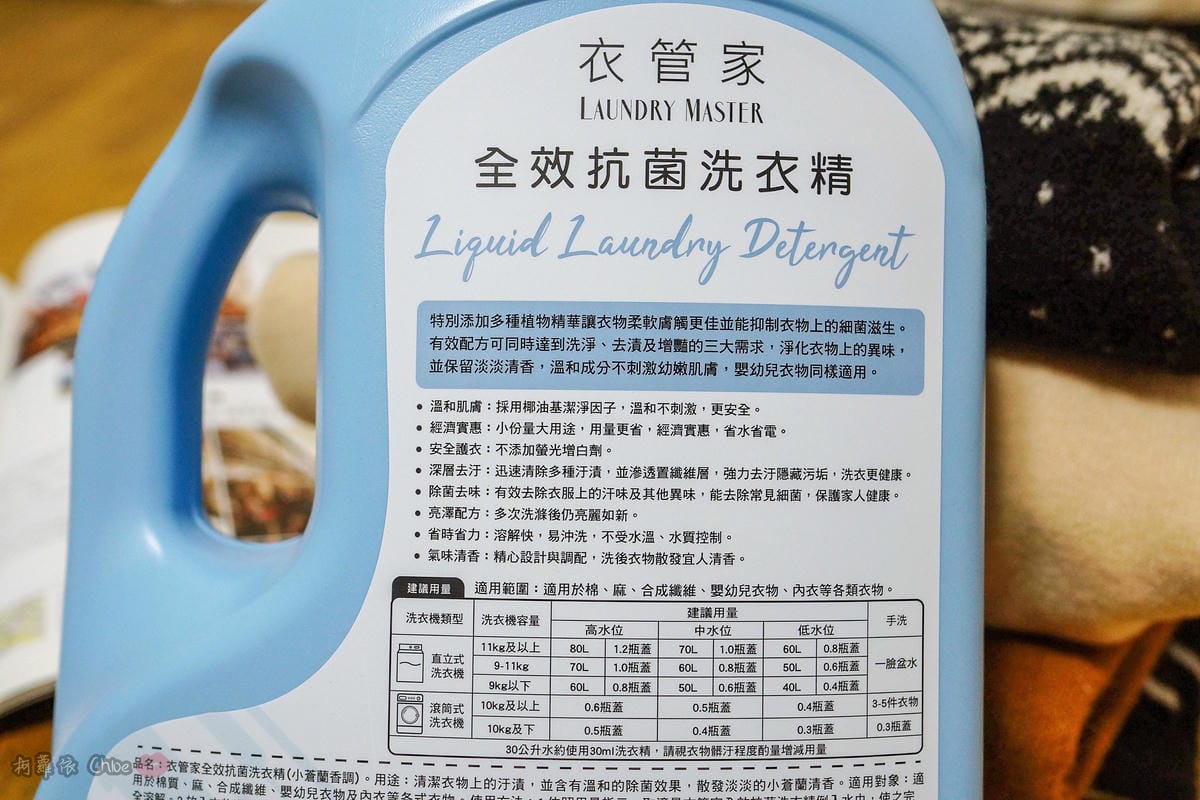 衣管家
LAUNDRY MASTER
全效抗菌洗衣精
Liquid Laundry Detergent
特別添加多種植物精華讓衣物柔軟膚觸更佳並能抑制衣物上的細菌滋生。
有效配方可同時達到洗淨、去漬及增豔的三大需求，淨化衣物上的異味，
並保留淡淡清香，溫和成分不刺激幼嫩肌膚，嬰幼兒衣物同樣適用。
• 溫和肌膚：採用椰油基潔淨因子，溫和不刺激，更安全。
• 經濟實惠：小份量大用途，用量更省，經濟實惠，省水省電。
• 安全護衣：不添加螢光增白劑。
• 深層去汙：迅速清除多種汙漬，並滲透置纖維層，強力去汙隱藏污垢，洗衣更健康。
• 除菌去味：有效去除衣服上的汗味及其他異味，能去除常見細菌，保護家人健康。
• 亮澤配方：多次洗滌後仍亮麗如新。
• 省時省力：溶解快，易沖洗，不受水溫、水質控制。
• 氣味清香：精心設計與調配，洗後衣物散發宜人清香。
建議用量 適用範圍：適用於棉、麻、合成纖維、嬰幼兒衣物、內衣等各類衣物。
洗衣機類型 洗衣機容量 建議用量 手洗
高水位 中水位 低水位
直立式洗衣機 11kg及以上 80L 1.2瓶蓋 70L 1.0瓶蓋 60L 0.8瓶蓋 一臉盆水
9-11kg 70L 1.0瓶蓋 60L 0.8瓶蓋 50L 0.6瓶蓋
9kg以下 60L 0.8瓶蓋 50L 0.6瓶蓋 40L 0.4瓶蓋
滾筒式洗衣機 10kg及以上 0.6瓶蓋 0.5瓶蓋 0.4瓶蓋 3-5件衣物
10kg及下 0.5瓶蓋 0.4瓶蓋 0.3瓶蓋 0.3瓶蓋
30公升水約使用30ml洗衣精，請視衣物髒汙程度酌量增減用量
品名：衣管家全效抗菌洗衣精(小蒼蘭香調)。用途：清潔衣物上的汙漬，並含有溫和的除菌效果，散發淡淡的小蒼蘭清香。適用對象：適
用於棉質、麻、合成纖維、嬰幼兒衣物及內衣等各式衣物。使用方法：
柯蘿依 Chloe